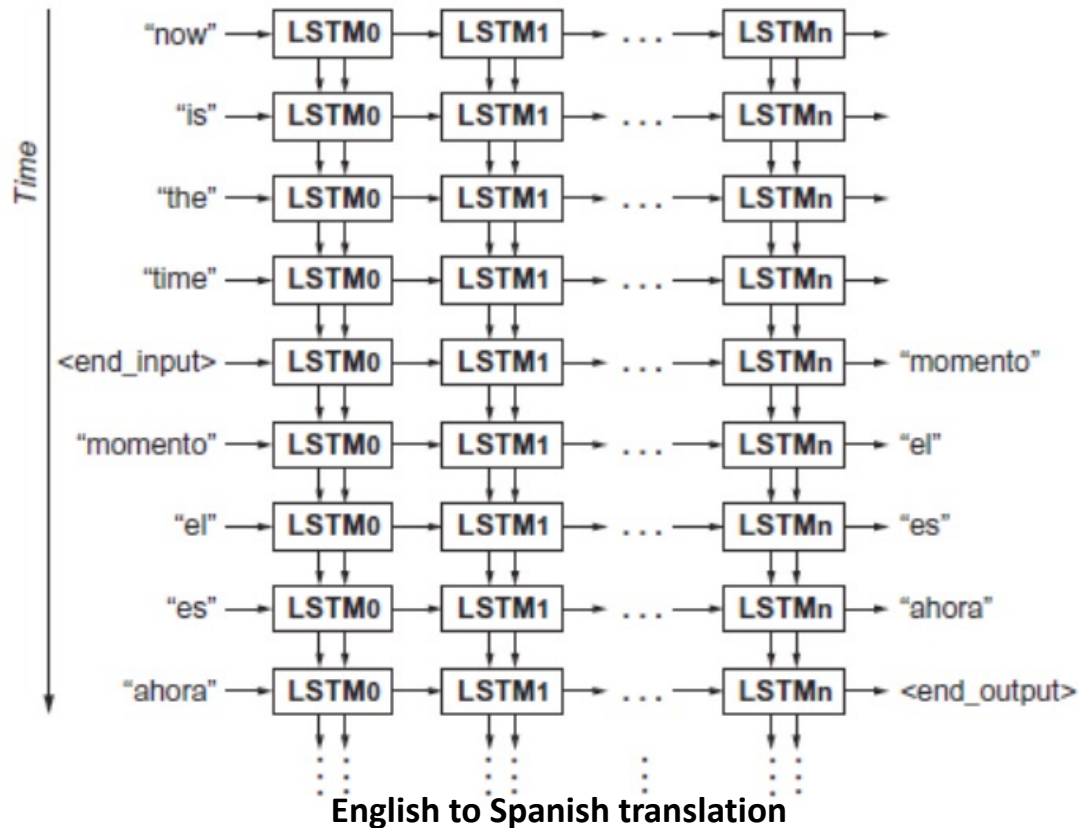 “now” LSTM0 LSTM1 . . . LSTMn
“is” LSTM0 LSTM1 . . . LSTMn
Time
“the” LSTM0 LSTM1 . . . LSTMn
“time” LSTM0 LSTM1 . . . LSTMn
<end_input> LSTM0 LSTM1 . . . LSTMn “momento”
“momento” LSTM0 LSTM1 . . . LSTMn “el”
“el” LSTM0 LSTM1 . . . LSTMn “es”
“es” LSTM0 LSTM1 . . . LSTMn “ahora”
“ahora” LSTM0 LSTM1 . . . LSTMn <end_output>
English to Spanish translation